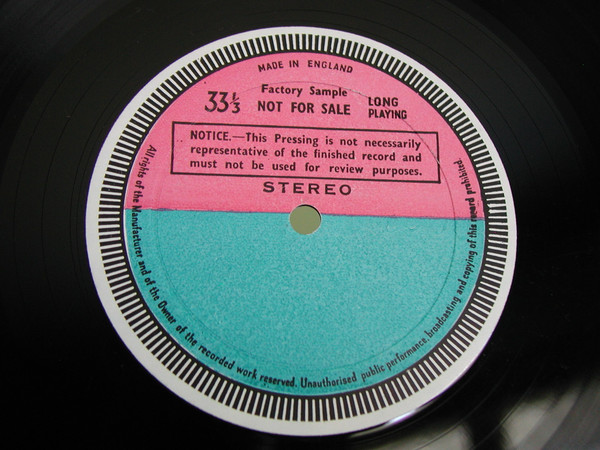 MADE IN ENGLAND
33⅓
Factory Sample
NOT FOR SALE
LONG
PLAYING
NOTICE.—This Pressing is not necessarily
representative of the finished record and
must not be used for review purposes.
STEREO
All rights of the Manufacturer and of the Owner of the recorded work reserved. Unauthorised public performance, broadcasting and copying of this record prohibited.